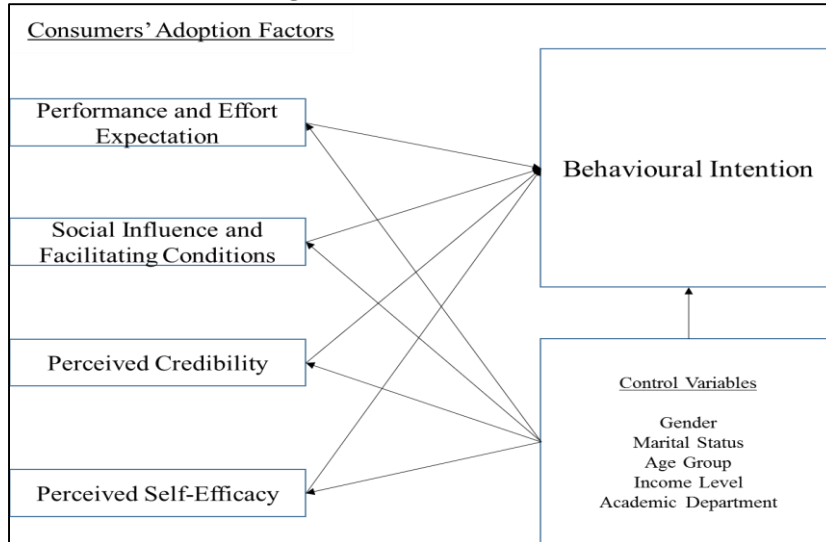 Consumers' Adoption Factors
Performance and Effort
Expectation
Social Influence and
Facilitating Conditions
Perceived Credibility
Perceived Self-Efficacy
Behavioural Intention
Control Variables
Gender
Marital Status
Age Group
Income Level
Academic Department